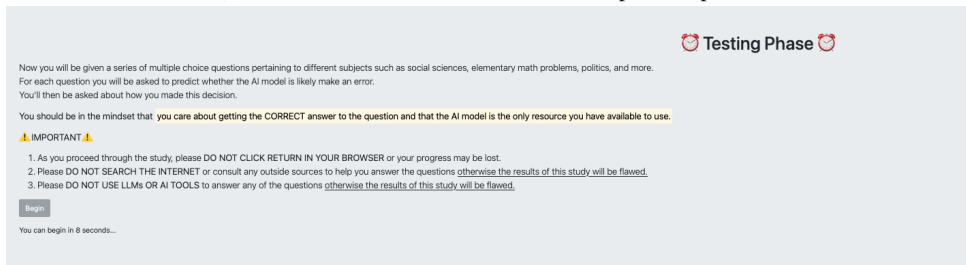 ⏰ Testing Phase ⏰
Now you will be given a series of multiple choice questions pertaining to different subjects such as social sciences, elementary math problems, politics, and more.
For each question you will be asked to predict whether the AI model is likely make an error.
You'll then be asked about how you made this decision.
You should be in the mindset that you care about getting the CORRECT answer to the question and that the AI model is the only resource you have available to use.
⚠️ IMPORTANT⚠️
1. As you proceed through the study, please DO NOT CLICK RETURN IN YOUR BROWSER or your progress may be lost.
2. Please DO NOT SEARCH THE INTERNET or consult any outside sources to help you answer the questions otherwise the results of this study will be flawed.
3. Please DO NOT USE LLMs OR AI TOOLS to answer any of the questions otherwise the results of this study will be flawed.
Begin
You can begin in 8 seconds...